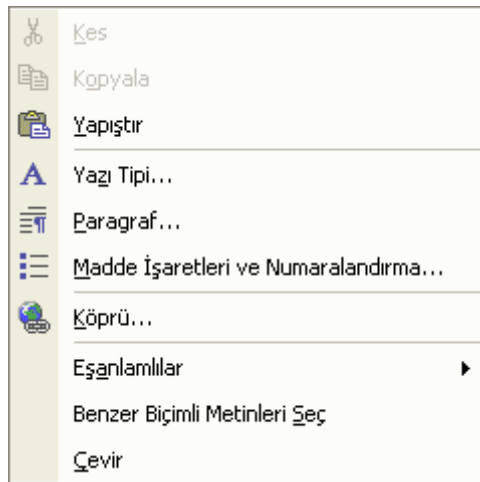 Kes
Kopyala
Yapıştır
Yazı Tipi...
Paragraf...
Madde İşaretleri ve Numaralandırma...
Köprü...
Eşanlamlılar
Benzer Biçimli Metinleri Seç
Çevir